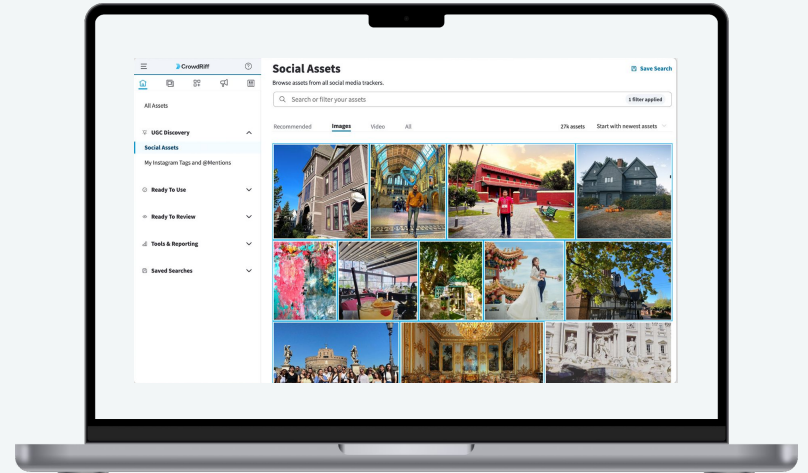 CrowdRiff
All Assets
UGC Discovery
Social Assets
My Instagram Tags and @Mentions
Ready To Use
Ready To Review
Tools & Reporting
Saved Searches
Social Assets
Save Search
Browse assets from all social media trackers.
Search or filter your assets
1 filter applied
Recommended
Images
Video
All
27k assets
Start with newest assets